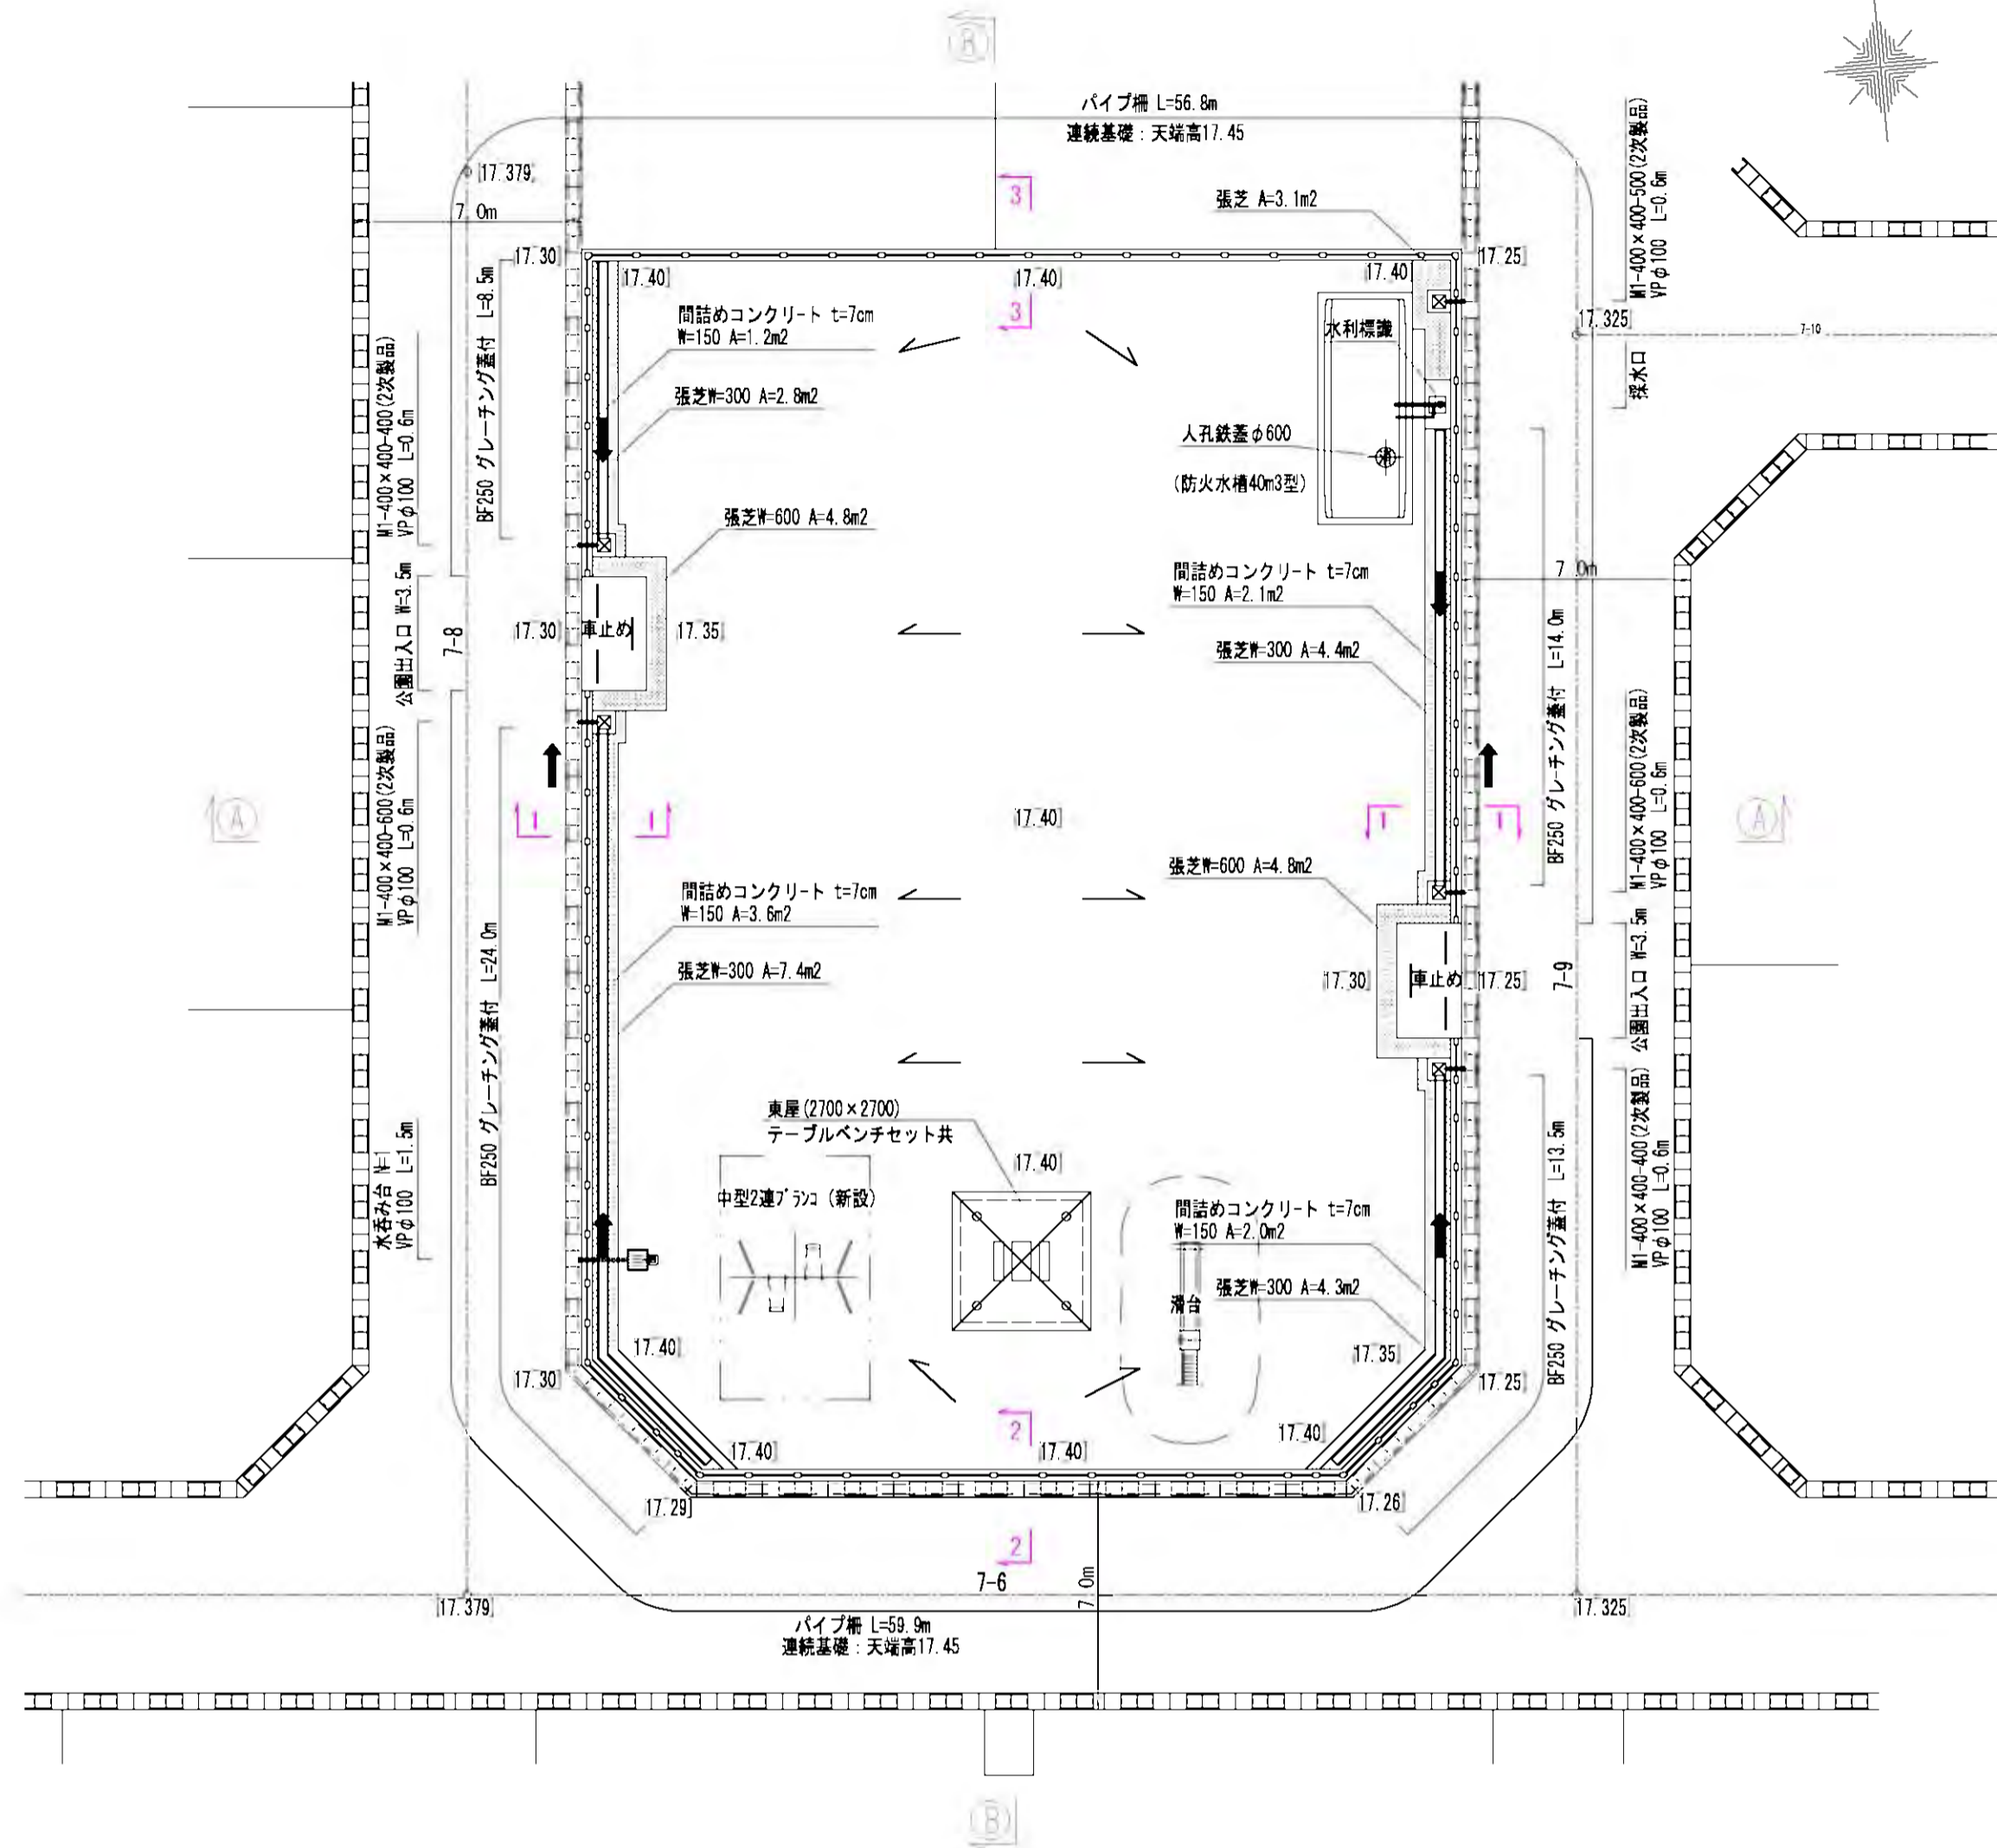 B
パイプ柵 L=56.8m
連続基礎：天端高17.45
17.379
7.0m
3
張芝 A=3.1m2
M1-400×400-500(2次製品)
VPφ100 L=0.6m
17.30
17.40
17.40
17.40
17.25
3
BF250 グレーチング蓋付 L=8.5m
間詰めコンクリート t=7cm
W=150 A=1.2m2
水利標識
17.325
7-10
採水口
M1-400×400-400(2次製品)
VPφ100 L=0.6m
張芝W=300 A=2.8m2
人孔鉄蓋φ600
(防火水槽40m3型)
張芝W=600 A=4.8m2
間詰めコンクリート t=7cm
W=150 A=2.1m2
7.0m
公園出入口 W=3.5m
7-8
17.30
車止め
17.35
張芝W=300 A=4.4m2
BF250 グレーチング蓋付 L=14.0m
M1-400×400-600(2次製品)
VPφ100 L=0.6m
M1-400×400-600(2次製品)
VPφ100 L=0.6m
A
1
1
17.40
1
1
A
張芝W=600 A=4.8m2
間詰めコンクリート t=7cm
W=150 A=3.6m2
張芝W=300 A=7.4m2
BF250 グレーチング蓋付 L=24.0m
17.30
車止め
17.25
7-9
公園出入口 W=3.5m
東屋(2700×2700)
テーブルベンチセット共
17.40
水呑み台 N=1
VPφ100 L=1.5m
中型2連ブランコ（新設）
間詰めコンクリート t=7cm
W=150 A=2.0m2
滑台
張芝W=300 A=4.3m2
BF250 グレーチング蓋付 L=13.5m
M1-400×400-400(2次製品)
VPφ100 L=0.6m
17.40
17.35
17.30
17.25
2
17.40
17.40
17.40
17.29
17.26
2
7-6
7.0m
17.379
17.325
パイプ柵 L=59.9m
連続基礎：天端高17.45
B